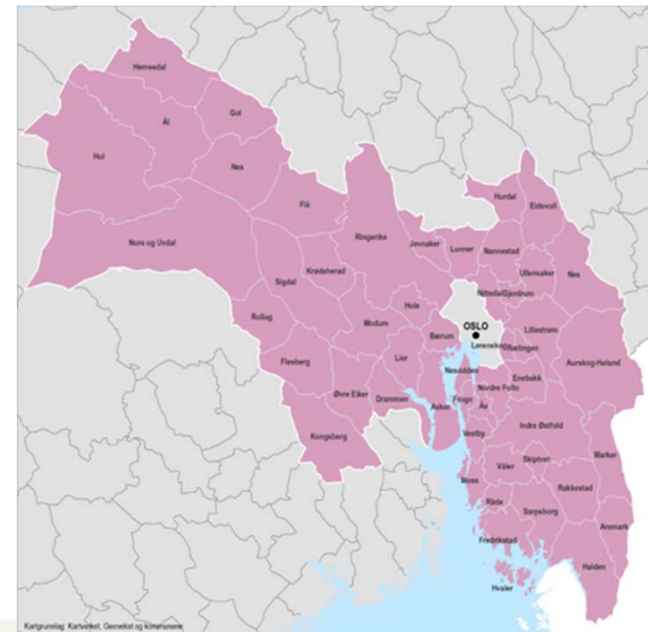 Hemsedal
Ål
Gol
Hol
Nes
Flå
Nore og Uvdal
Ringerike
Jevnaker
Lunner
Hurdal
Eidsvoll
Nannestad
Ullensaker
Nes
Sigdal
Krødsherad
Nittedal
Gjerdrum
Hole
Rollag
Modum
Bærum
OSLO
Lillestrøm
Lørenskog
Rælingen
Flesberg
Lier
Nesodden
Enebakk
Aurskog-Høland
Øvre Eiker
Drammen
Asker
Frogn
Nordre Follo
Ås
Kongsberg
Vestby
Indre Østfold
Skiptvet
Marker
Våler
Moss
Rakkestad
Råde
Sarpsborg
Aremark
Fredrikstad
Halden
Hvaler
Kartgrunnlag: Kartverket, Geovekst og kommunene